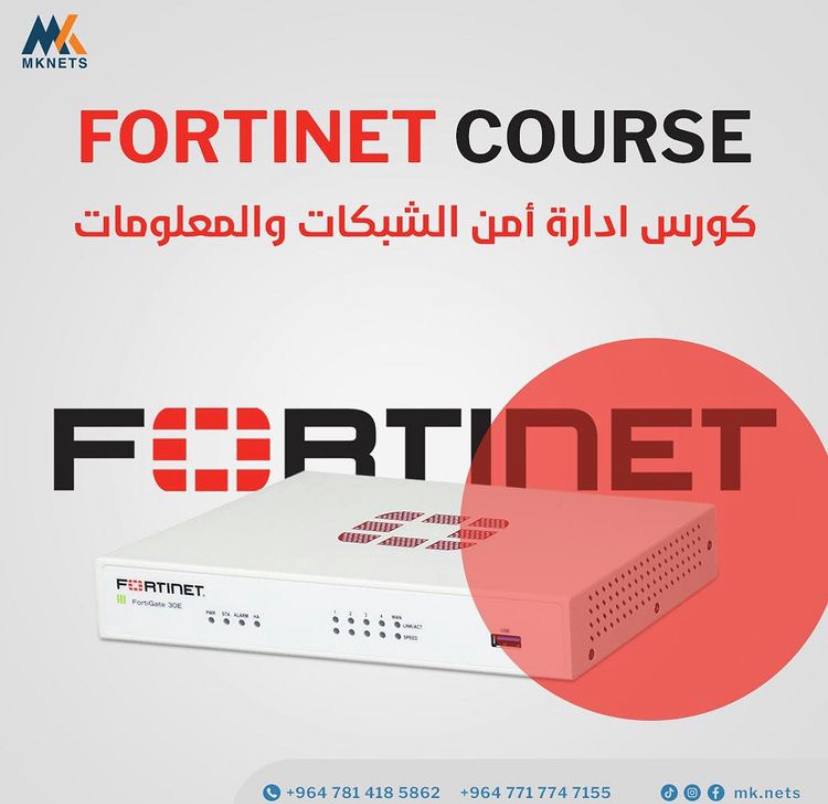 MKNETS
FORTINET COURSE
كورس ادارة أمن الشبكات والمعلومات
FORTINET
FORTINET
FortiGate 30E
PWR STA ALARM HA
1 2 3 4 WAN
LINK/ACT
SPEED
USB
+964 781 418 5862 +964 771 774 7155 mk.nets